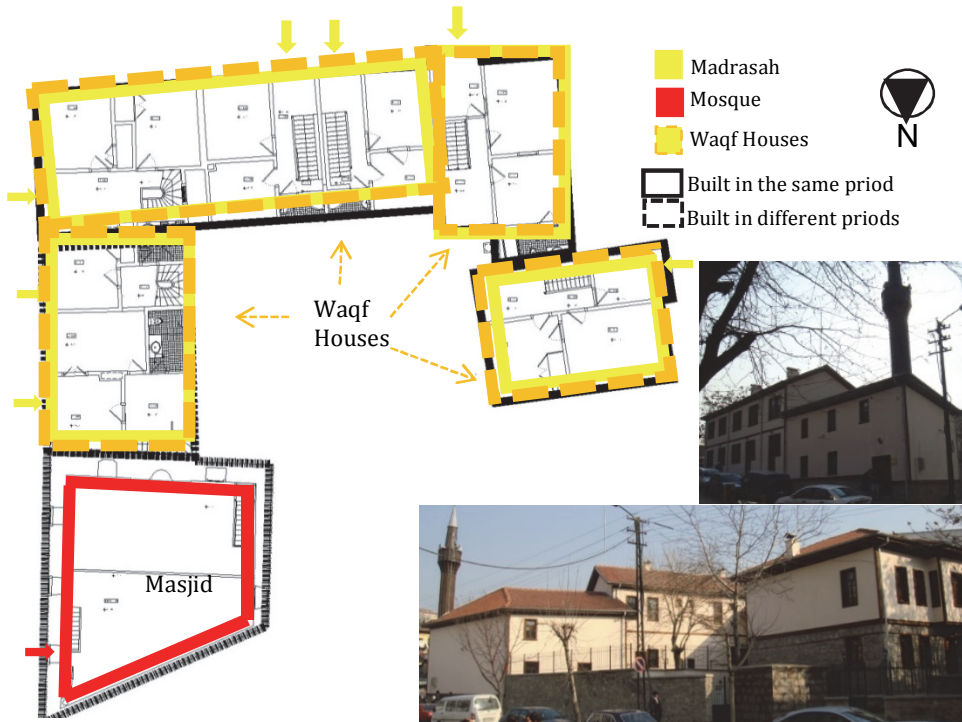 Madrasah
Mosque
N
Waqf Houses
Built in the same priod
Built in different priods
Waqf
Houses
Masjid